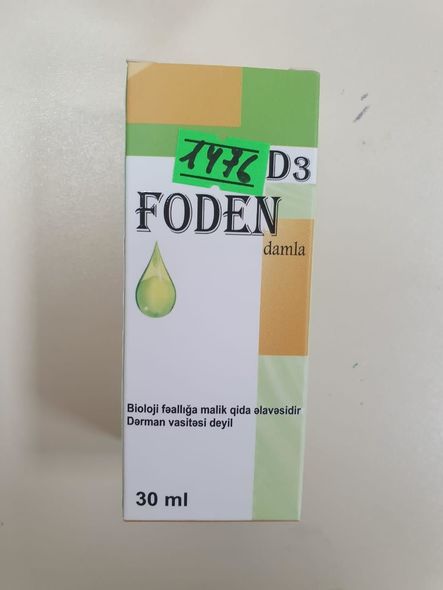 1476
D3
FODEN
damla
Bioloji fəallığa malik qida əlavəsidir
Dərman vasitəsi deyil
30 ml